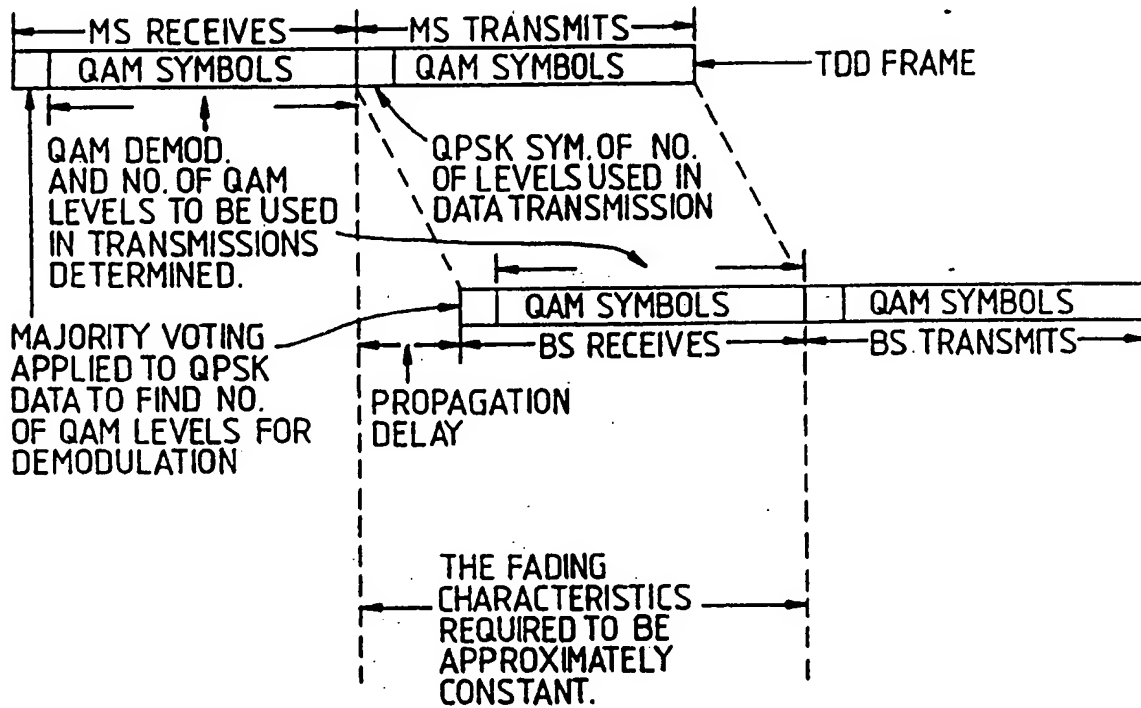 MS RECEIVES
MS TRANSMITS
QAM SYMBOLS
QAM SYMBOLS
TDD FRAME
QAM DEMOD.
AND NO. OF QAM
LEVELS TO BE USED
IN TRANSMISSIONS
DETERMINED.
QPSK SYM. OF NO.
OF LEVELS USED IN
DATA TRANSMISSION
QAM SYMBOLS
QAM SYMBOLS
BS RECEIVES
BS TRANSMITS
MAJORITY VOTING
APPLIED TO QPSK
DATA TO FIND NO.
OF QAM LEVELS FOR
DEMODULATION
PROPAGATION
DELAY
THE FADING
CHARACTERISTICS
REQUIRED TO BE
APPROXIMATELY
CONSTANT.